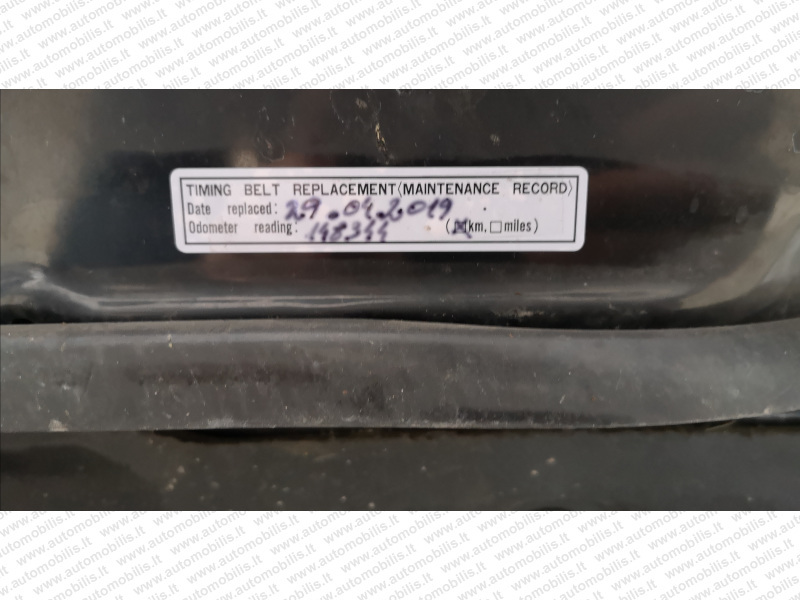 TIMING BELT REPLACEMENT(MAINTENANCE RECORD)
Date replaced: 29.04.2019
Odometer reading: 148344 (☒km. ☐miles)
www.automobilis.lt